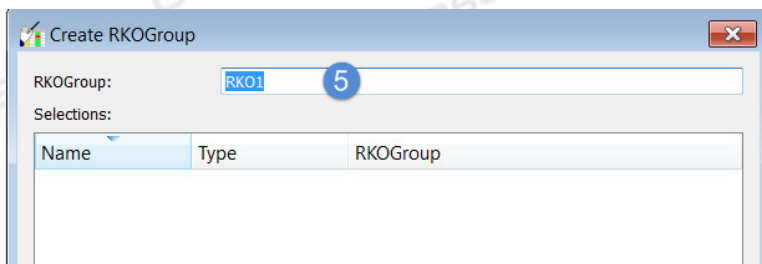 Create RKOGroup
RKOGroup: RKO1 5
Selections:
Name Type RKOGroup